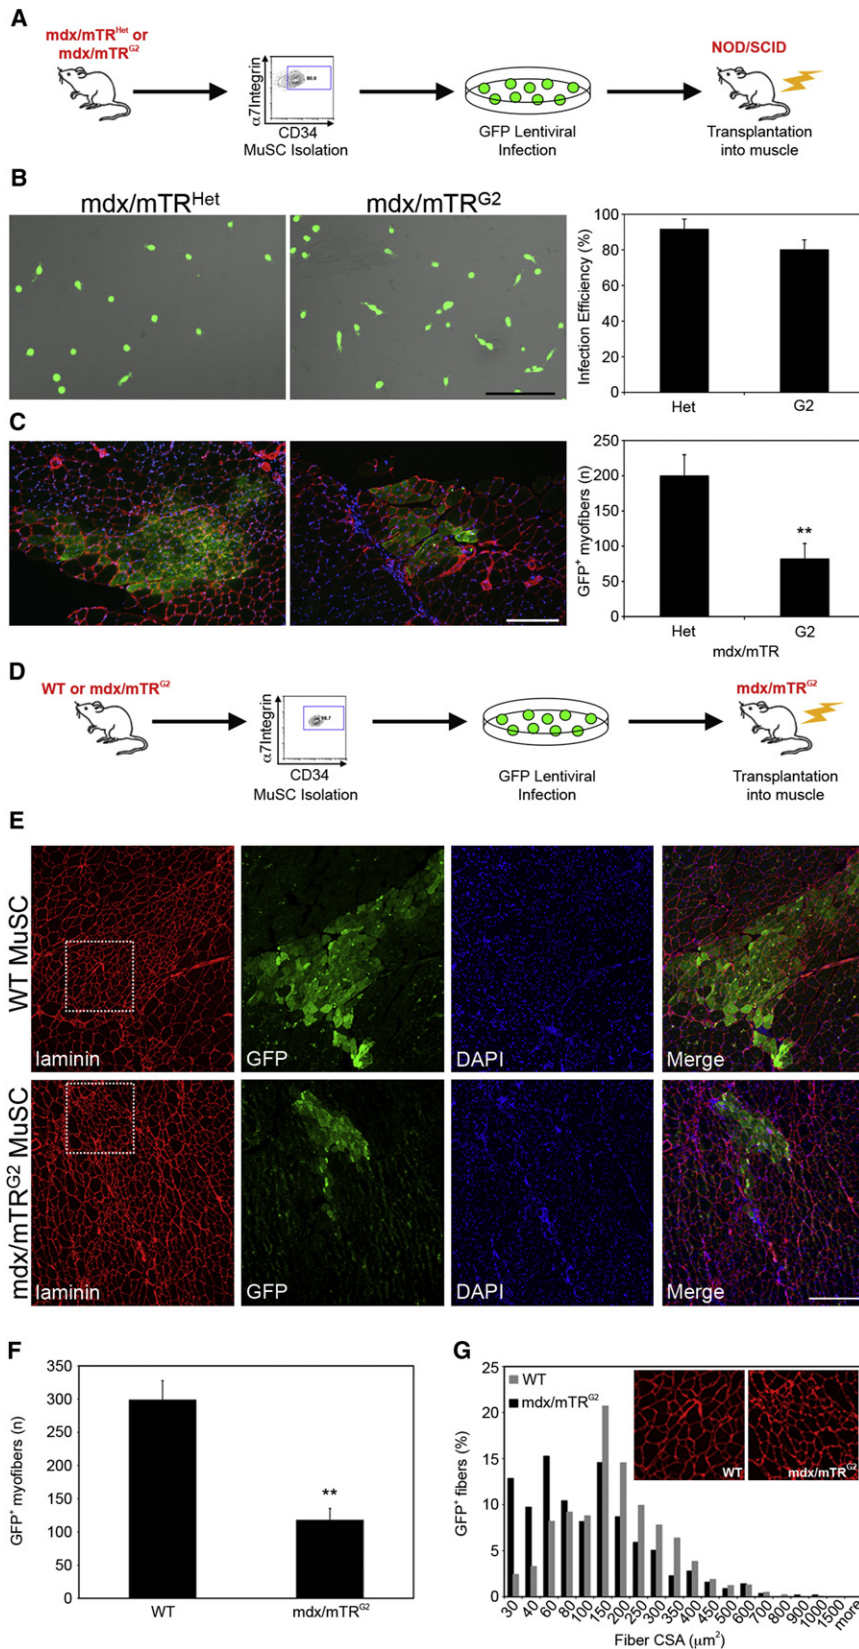 A
mdx/mTRHet or
mdx/mTRG2
α7Integrin
90.0
CD34
MuSC Isolation
GFP Lentiviral
Infection
NOD/SCID
Transplantation
into muscle
B
mdx/mTRHet
mdx/mTRG2
Infection Efficiency (%)
100
80
60
40
20
0
Het
G2
C
GFP+ myofibers (n)
250
200
150
100
50
0
Het
G2
mdx/mTR
D
WT or mdx/mTRG2
α7Integrin
98.7
CD34
MuSC Isolation
GFP Lentiviral
Infection
mdx/mTRG2
Transplantation
into muscle
E
WT MuSC
laminin
GFP
DAPI
Merge
mdx/mTRG2 MuSC
laminin
GFP
DAPI
Merge
F
GFP+ myofibers (n)
350
300
250
200
150
100
50
0
**
WT
mdx/mTRG2
G
GFP+ fibers (%)
25
20
15
10
5
0
WT
mdx/mTRG2
WT
mdx/mTRG2
30 40 60 80 100 150 200 250 300 350 400 450 500 600 700 800 900 1000 1500 more
Fiber CSA (µm2)